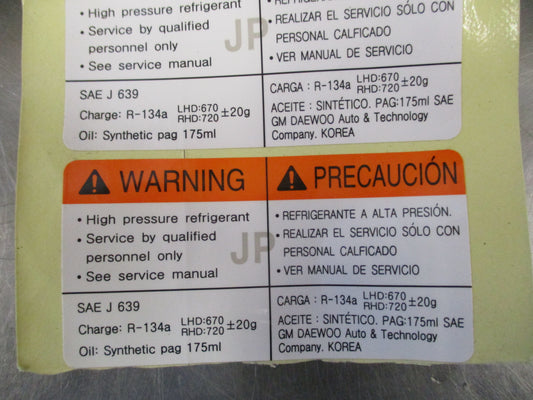 • High pressure refrigerant
• Service by qualified
personnel only
• See service manual
JP
• REALIZAR EL SERVICIO SÓLO CON
PERSONAL CALFICADO
• VER MANUAL DE SERVICIO
SAE J 639
Charge: R-134a LHD:670 RHD:720 ±20g
Oil: Synthetic pag 175ml
CARGA : R-134a LHD:670 RHD:720 ±20g
ACEITE : SINTÉTICO. PAG:175ml SAE
GM DAEWOO Auto & Technology
Company. KOREA
WARNING
PRECAUCIÓN
• High pressure refrigerant
• Service by qualified
personnel only
• See service manual
JP
• REFRIGERANTE A ALTA PRESIÓN.
• REALIZAR EL SERVICIO SÓLO CON
PERSONAL CALFICADO
• VER MANUAL DE SERVICIO
SAE J 639
Charge: R-134a LHD:670 RHD:720 ±20g
Oil: Synthetic pag 175ml
CARGA : R-134a LHD:670 RHD:720 ±20g
ACEITE : SINTÉTICO. PAG:175ml SAE
GM DAEWOO Auto & Technology
Company. KOREA